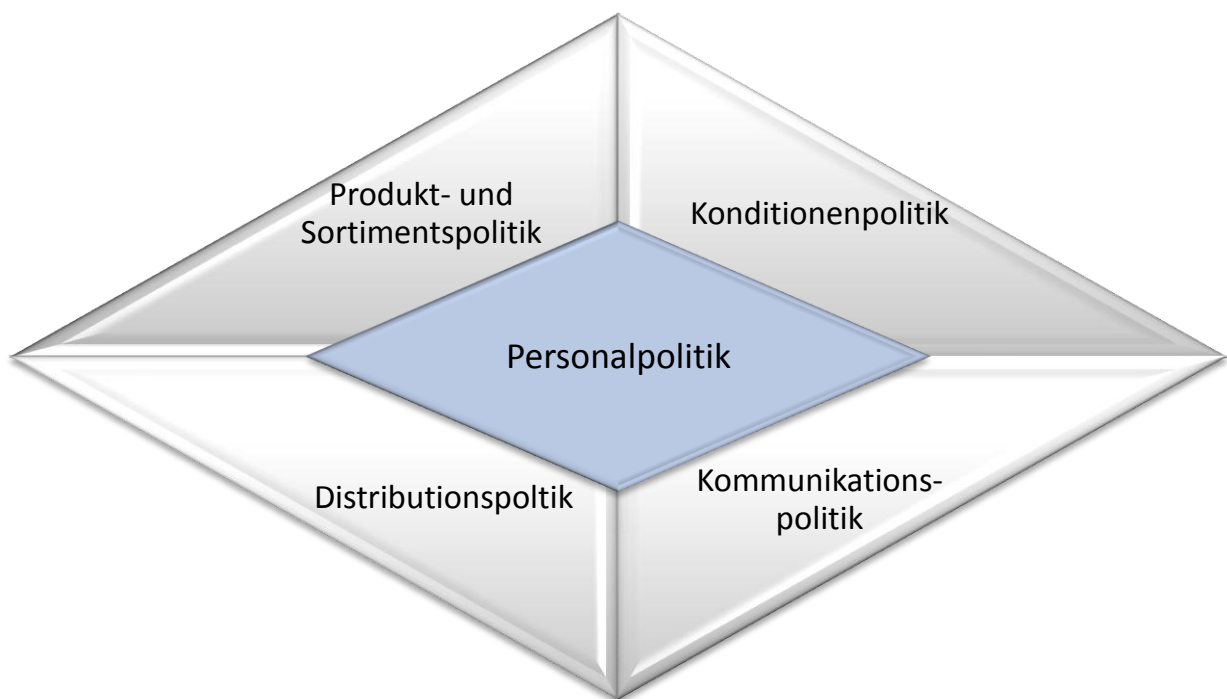 Produkt- und
Sortimentspolitik
Konditionenpolitik
Personalpolitik
Distributionspoltik
Kommunikations-
politik